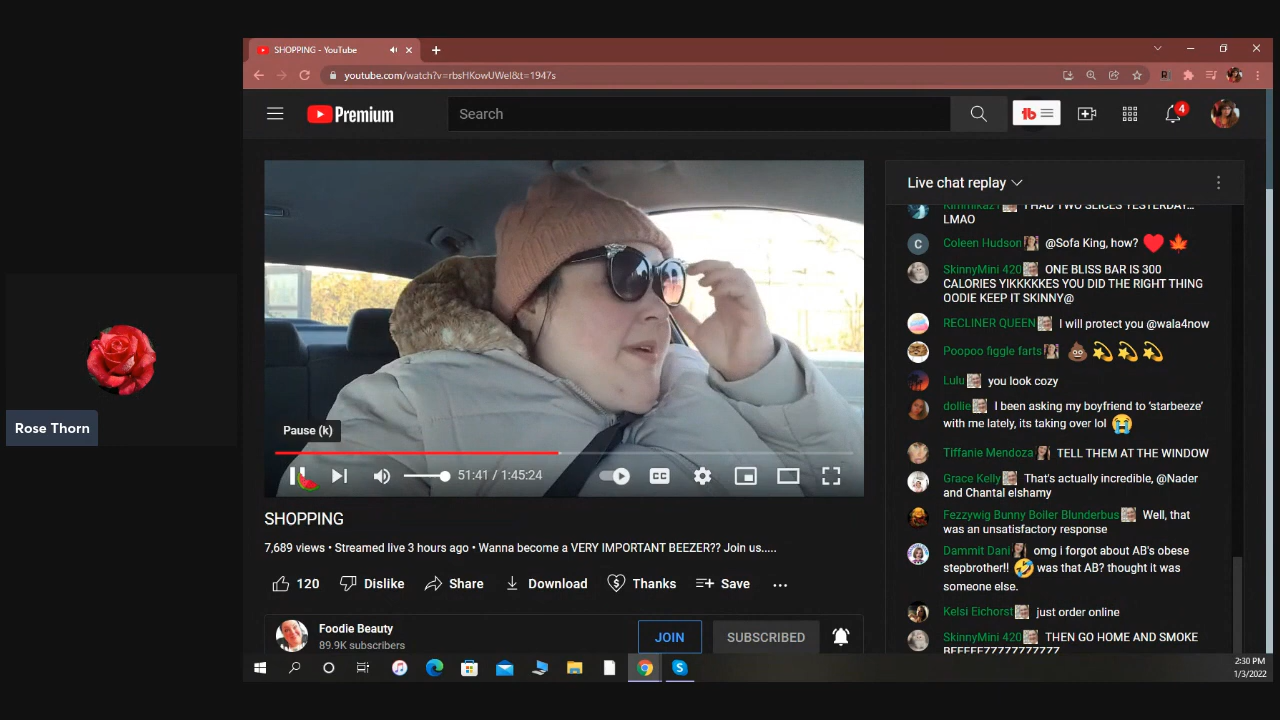 SHOPPING - YouTube
youtube.com/watch?v=rbsHKowUWeI&t=1947s
Premium
Search
4
Live chat replay
I HAD TWO SLICES YESTERDAY...
LMAO
C
Coleen Hudson @Sofa King, how? ❤️ 🍁
SkinnyMini 420 ONE BLISS BAR IS 300
CALORIES YIKKKKKES YOU DID THE RIGHT THING
OODIE KEEP IT SKINNY@
RECLINER QUEEN I will protect you @wala4now
Poopoo figgle farts 💩 💫 💫 💫
Lulu you look cozy
dollie I been asking my boyfriend to ‘starbeeze’
with me lately, its taking over lol 😭
Tiffanie Mendoza TELL THEM AT THE WINDOW
Grace Kelly That's actually incredible, @Nader
and Chantal elshamy
Fezzywig Bunny Boiler Blunderbus Well, that
was an unsatisfactory response
Dammit Dani omg i forgot about AB's obese
stepbrother!! 🤣 was that AB? thought it was
someone else.
Kelsi Eichorst just order online
SkinnyMini 420 THEN GO HOME AND SMOKE
BEEEEEZZZZZZZZZZZ
Rose Thorn
Pause (k)
51:41 / 1:45:24
CC
SHOPPING
7,689 views • Streamed live 3 hours ago • Wanna become a VERY IMPORTANT BEEZER?? Join us.....
120 Dislike Share Download Thanks Save ...
Foodie Beauty
89.9K subscribers
JOIN SUBSCRIBED
2:30 PM
1/3/2022